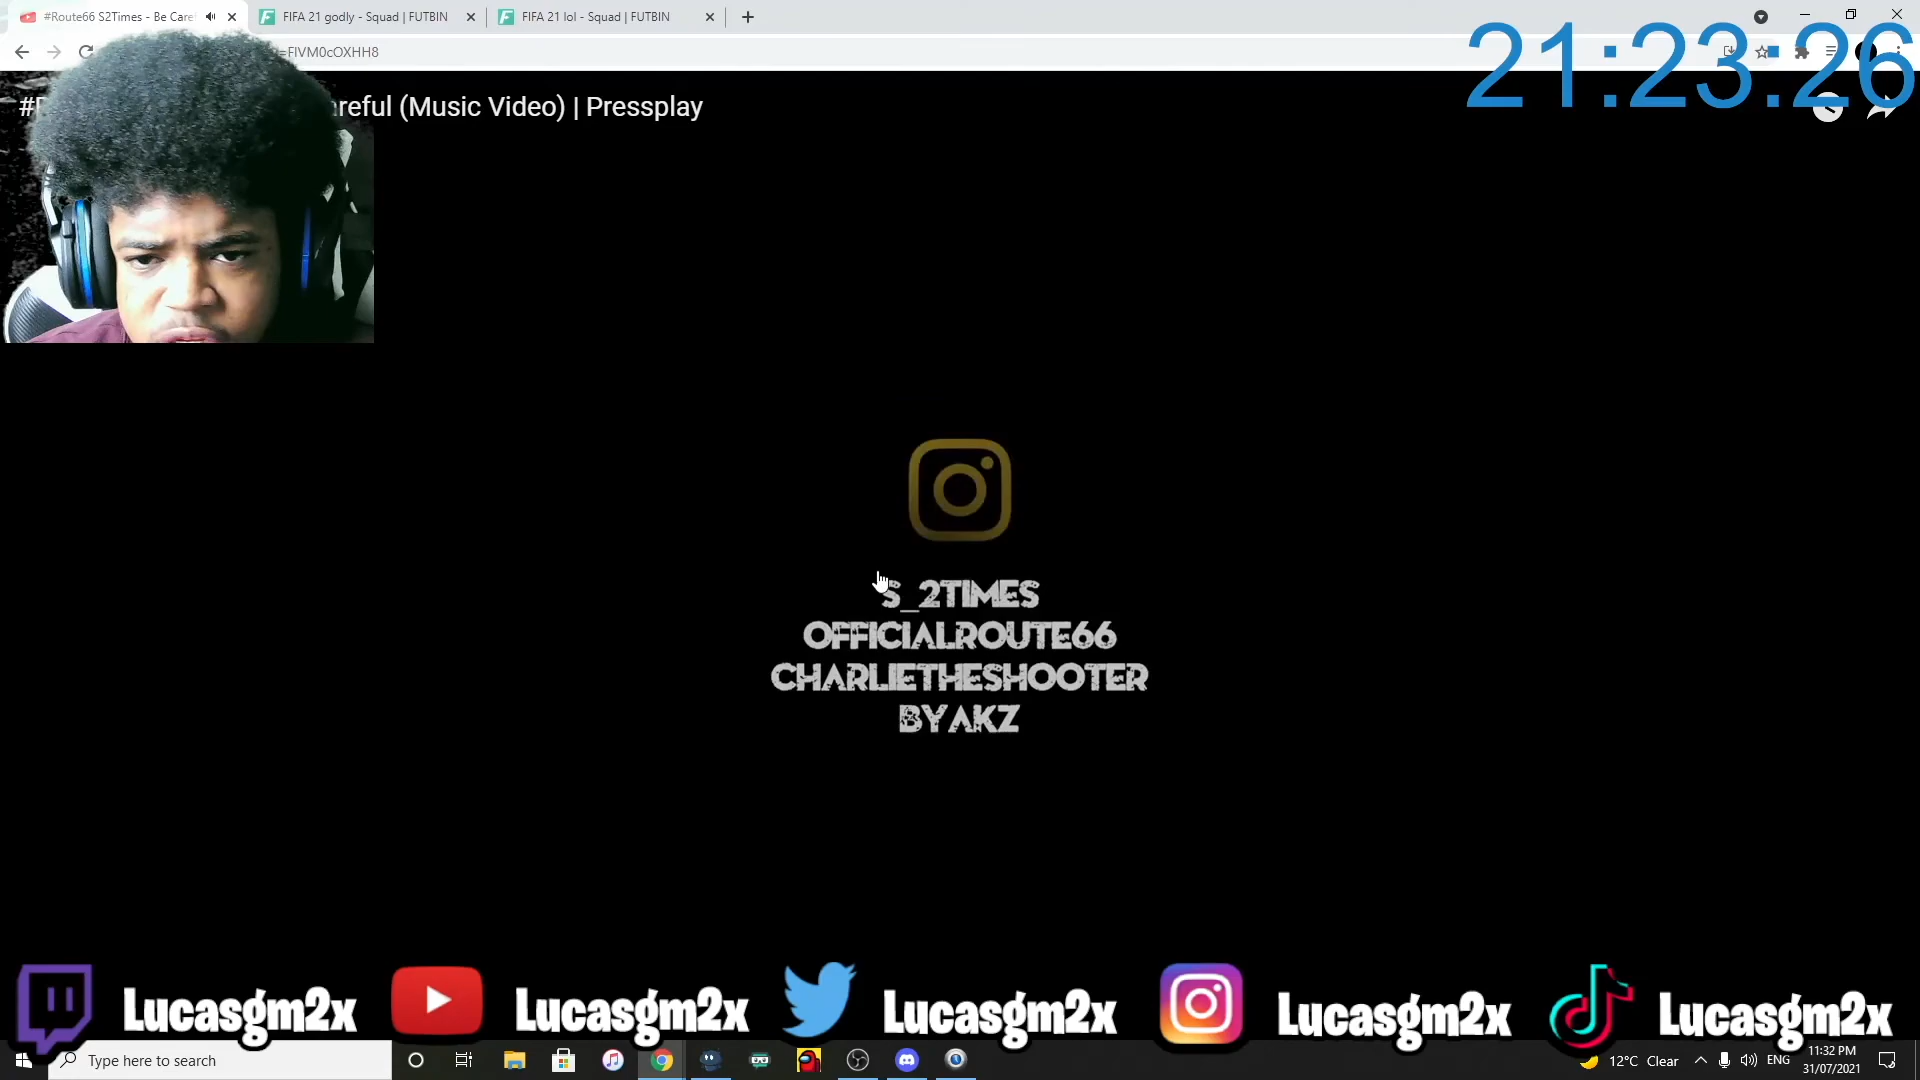 #Route66 S2Times - Be Caref
FIFA 21 godly - Squad | FUTBIN
FIFA 21 lol - Squad | FUTBIN
=FIVM0cOXHH8
21:23:26
careful (Music Video) | Pressplay
S_2TIMES
OFFICIALROUTE66
CHARLIETHESHOOTER
BYAKZ
Lucasgm2x
Lucasgm2x
Lucasgm2x
Lucasgm2x
Lucasgm2x
Type here to search
12°C Clear
ENG
11:32 PM
31/07/2021